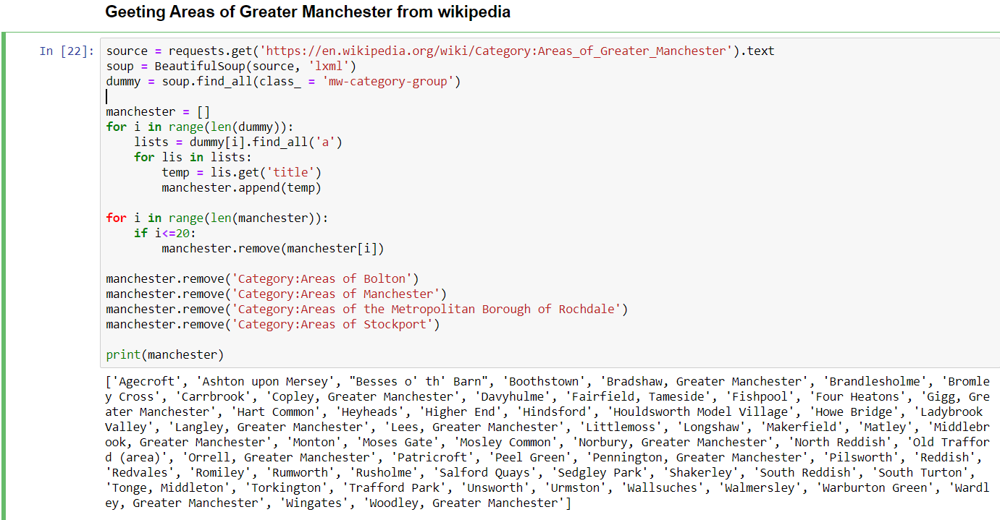 Geeting Areas of Greater Manchester from wikipedia
In [22]: source = requests.get('https://en.wikipedia.org/wiki/Category:Areas_of_Greater_Manchester').text
soup = BeautifulSoup(source, 'lxml')
dummy = soup.find_all(class_ = 'mw-category-group')
manchester = []
for i in range(len(dummy)):
    lists = dummy[i].find_all('a')
    for lis in lists:
        temp = lis.get('title')
        manchester.append(temp)
for i in range(len(manchester)):
    if i<=20:
        manchester.remove(manchester[i])
manchester.remove('Category:Areas of Bolton')
manchester.remove('Category:Areas of Manchester')
manchester.remove('Category:Areas of the Metropolitan Borough of Rochdale')
manchester.remove('Category:Areas of Stockport')
print(manchester)
['Agecroft', 'Ashton upon Mersey', "Besses o' th' Barn", 'Boothstown', 'Bradshaw, Greater Manchester', 'Brandlesholme', 'Bromle
y Cross', 'Carrbrook', 'Copley, Greater Manchester', 'Davyhulme', 'Fairfield, Tameside', 'Fishpool', 'Four Heatons', 'Gigg, Gre
ater Manchester', 'Hart Common', 'Heyheads', 'Higher End', 'Hindsford', 'Houldsworth Model Village', 'Howe Bridge', 'Ladybrook
Valley', 'Langley, Greater Manchester', 'Lees, Greater Manchester', 'Littlemoss', 'Longshaw', 'Makerfield', 'Matley', 'Middlebr
ook, Greater Manchester', 'Monton', 'Moses Gate', 'Mosley Common', 'Norbury, Greater Manchester', 'North Reddish', 'Old Traffor
d (area)', 'Orrell, Greater Manchester', 'Patricroft', 'Peel Green', 'Pennington, Greater Manchester', 'Pilsworth', 'Reddish',
'Redvales', 'Romiley', 'Rumworth', 'Rusholme', 'Salford Quays', 'Sedgley Park', 'Shakerley', 'South Reddish', 'South Turton',
'Tonge, Middleton', 'Torkington', 'Trafford Park', 'Unsworth', 'Urmston', 'Wallsuches', 'Walmersley', 'Warburton Green', 'Wardl
ey, Greater Manchester', 'Wingates', 'Woodley, Greater Manchester']